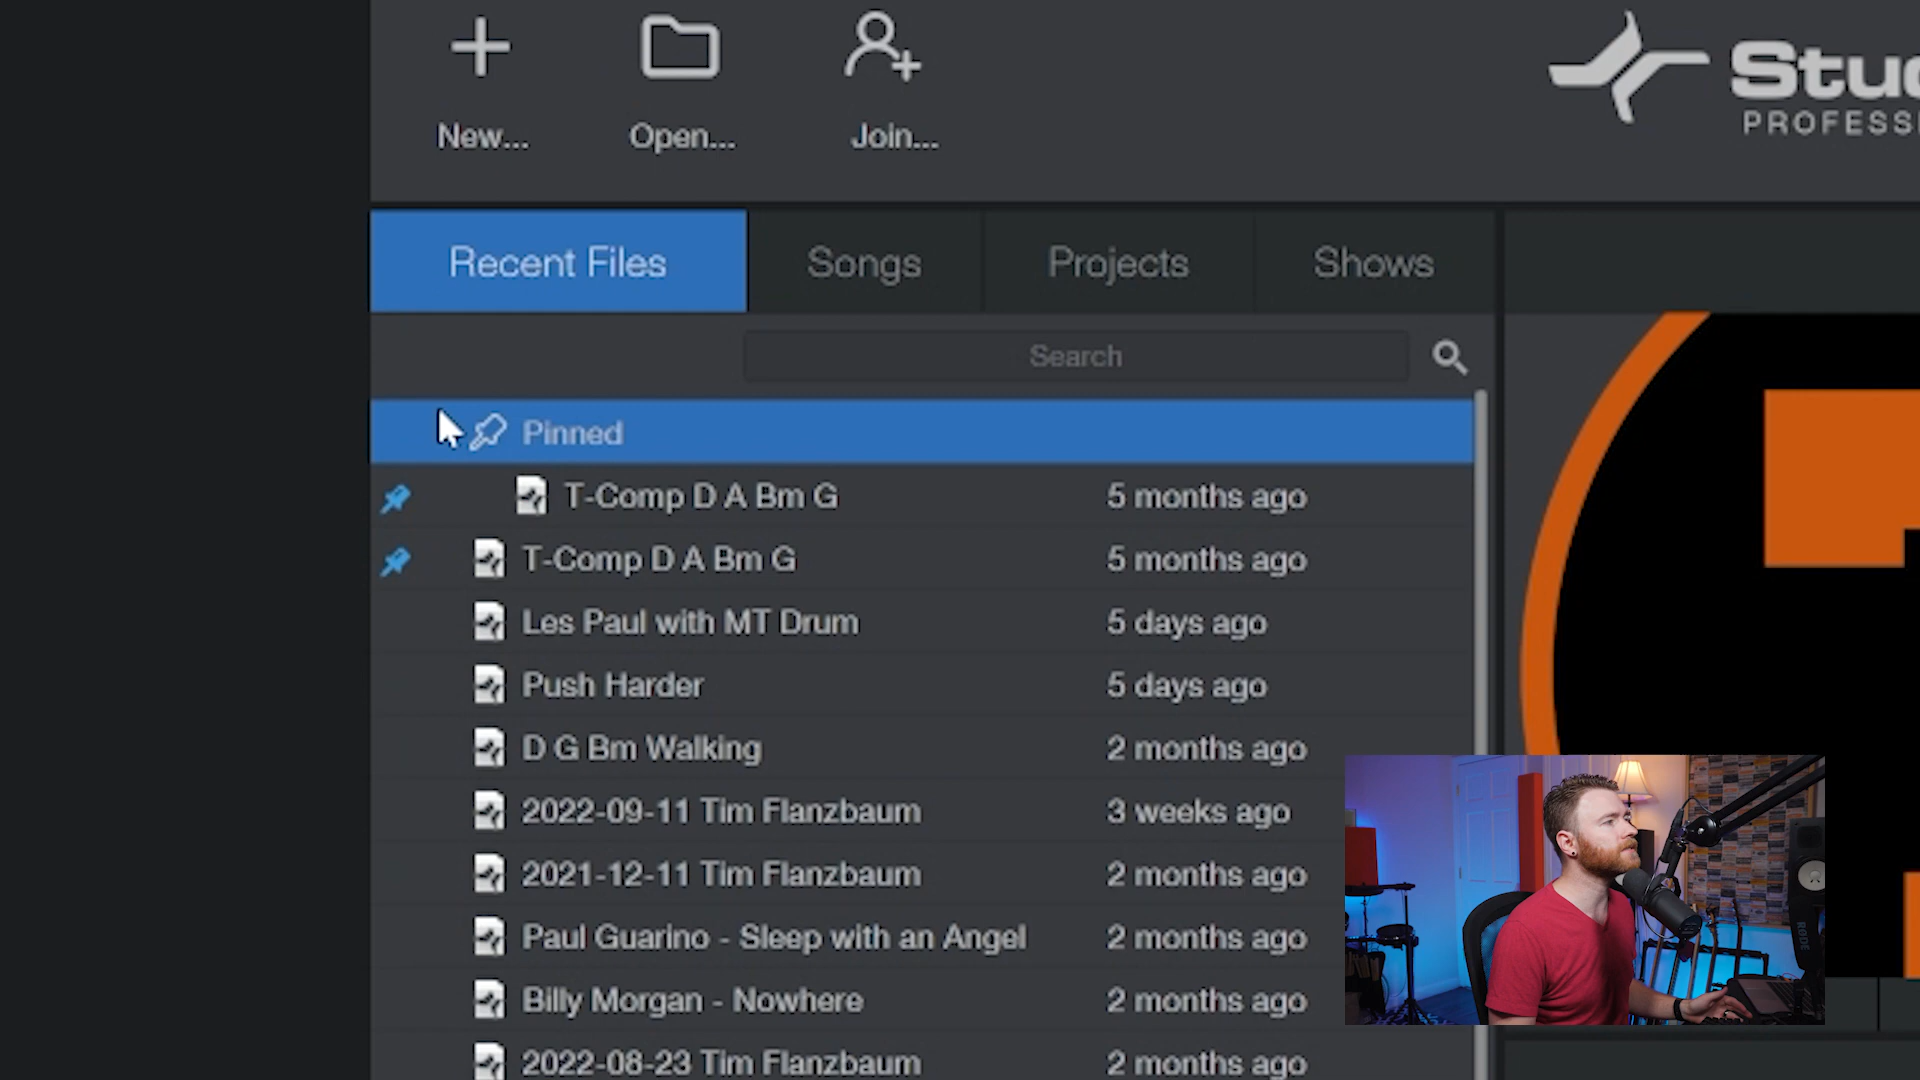 New...
Open...
Join...
Stud
PROFESS
Recent Files
Songs
Projects
Shows
Search
Pinned
T-Comp D A Bm G
5 months ago
T-Comp D A Bm G
5 months ago
Les Paul with MT Drum
5 days ago
Push Harder
5 days ago
D G Bm Walking
2 months ago
2022-09-11 Tim Flanzbaum
3 weeks ago
2021-12-11 Tim Flanzbaum
2 months ago
Paul Guarino - Sleep with an Angel
2 months ago
Billy Morgan - Nowhere
2 months ago
2022-08-23 Tim Flanzbaum
2 months ago
RØDE